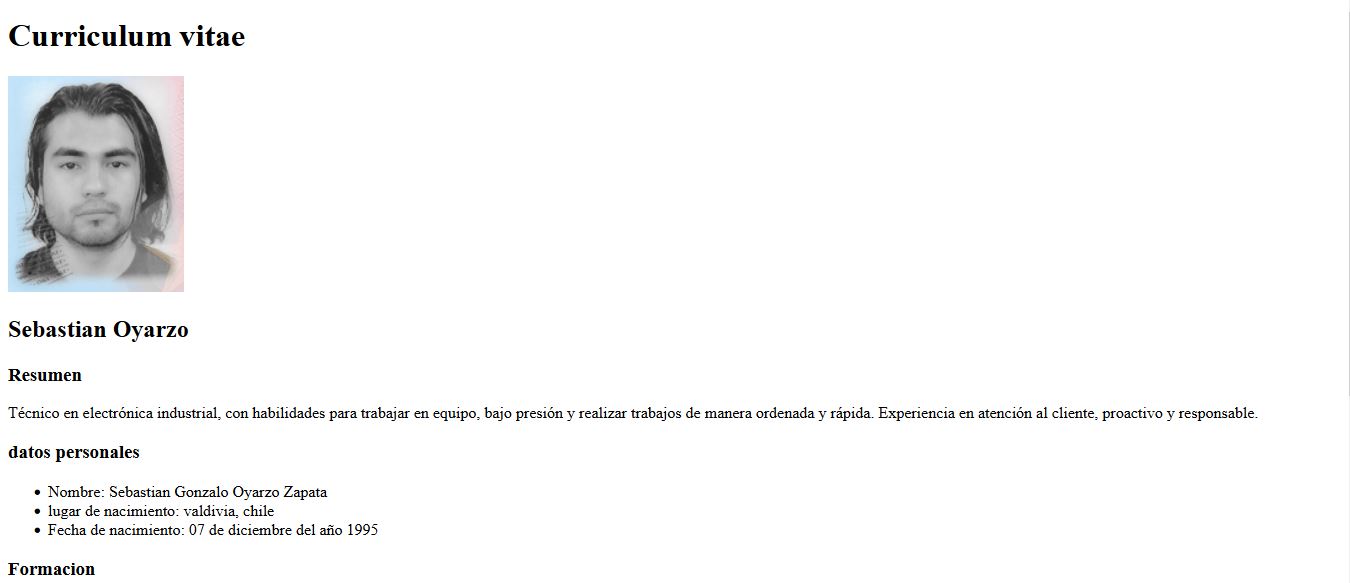 Curriculum vitae
Sebastian Oyarzo
Resumen
Técnico en electrónica industrial, con habilidades para trabajar en equipo, bajo presión y realizar trabajos de manera ordenada y rápida. Experiencia en atención al cliente, proactivo y responsable.
datos personales
Nombre: Sebastian Gonzalo Oyarzo Zapata
lugar de nacimiento: valdivia, chile
Fecha de nacimiento: 07 de diciembre del año 1995
Formacion